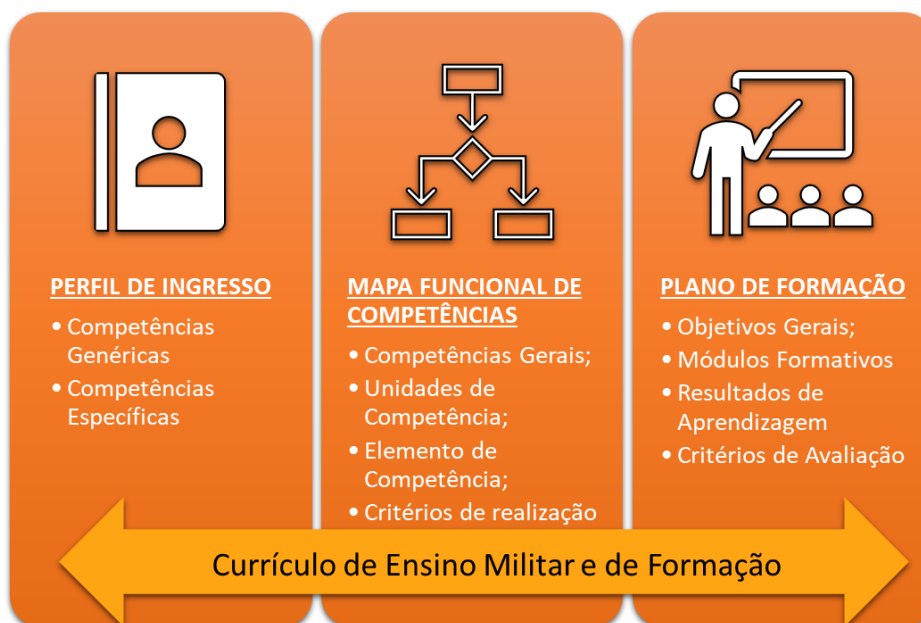 PERFIL DE INGRESSO
• Competências
Genéricas
• Competências
Específicas
MAPA FUNCIONAL DE
COMPETÊNCIAS
• Competências Gerais;
• Unidades de
Competência;
• Elemento de
Competência;
• Critérios de realização
PLANO DE FORMAÇÃO
• Objetivos Gerais;
• Módulos Formativos
• Resultados de
Aprendizagem
• Critérios de Avaliação
Currículo de Ensino Militar e de Formação